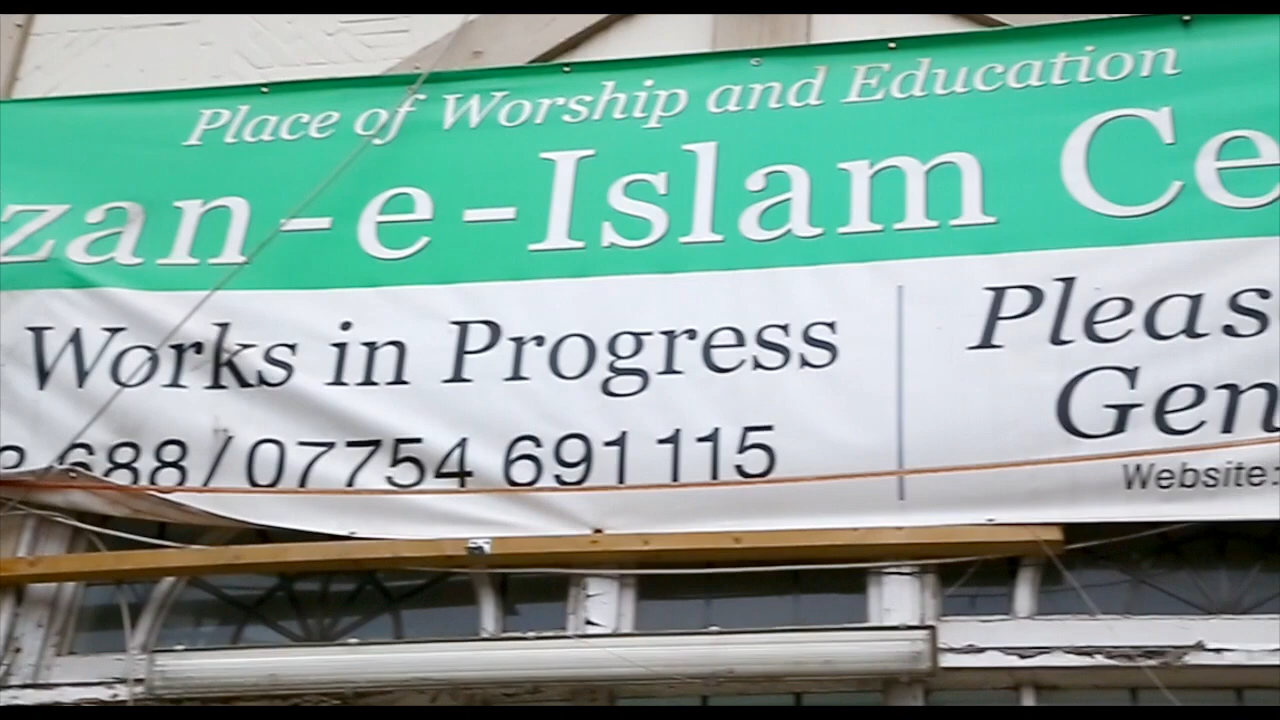 Place of Worship and Education
zan-e-Islam Ce
Works in Progress
688/07754 691115
Pleas
Gen
Website: